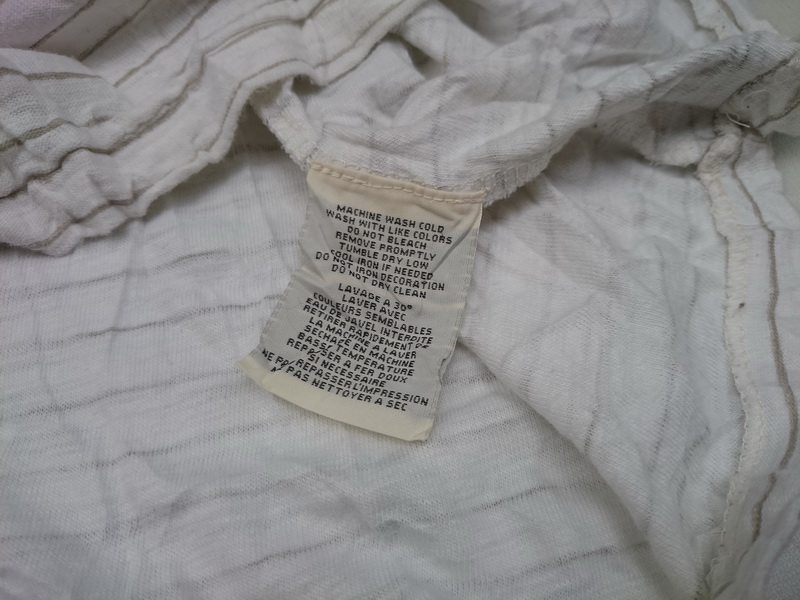 MACHINE WASH COLD
WASH WITH LIKE COLORS
DO NOT BLEACH
REMOVE PROMPTLY
TUMBLE DRY LOW
COOL IRON IF NEEDED
DO NOT IRON DECORATION
DO NOT DRY CLEAN
LAVAGE A 30°
LAVER AVEC
COULEURS SEMBLABLES
EAU DE JAVEL INTERDITE
RETIRER RAPIDEMENT DE
LA MACHINE A LAVER
SECHAGE EN MACHINE
BASSE TEMPERATURE
REPASSER A FER DOUX
SI NECESSAIRE
NE PAS REPASSER L'IMPRESSION
PAS NETTOYER A SEC